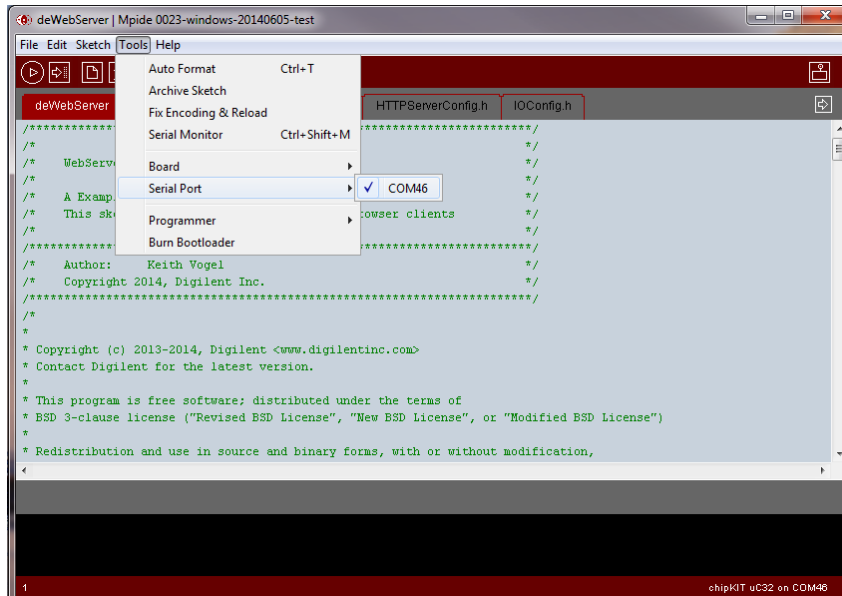 deWebServer | Mpide 0023-windows-20140605-test
File Edit Sketch Tools Help
Auto Format Ctrl+T
Archive Sketch
Fix Encoding & Reload
Serial Monitor Ctrl+Shift+M
Board
Serial Port
✓ COM46
Programmer
Burn Bootloader
deWebServer HTTPServerConfig.h IOConfig.h
/************* *************************/
/* */
/* WebServ
*/
/* */
/* A Examp
*/
/* This sk owser clients */
/* */
/************* *************************/
/* Author: Keith Vogel */
/* Copyright 2014, Digilent Inc. */
/************************************************************************/
/*
*
* Copyright (c) 2013-2014, Digilent <www.digilentinc.com>
* Contact Digilent for the latest version.
*
* This program is free software; distributed under the terms of
* BSD 3-clause license ("Revised BSD License", "New BSD License", or "Modified BSD License")
*
* Redistribution and use in source and binary forms, with or without modification,
1 chipKIT uC32 on COM46